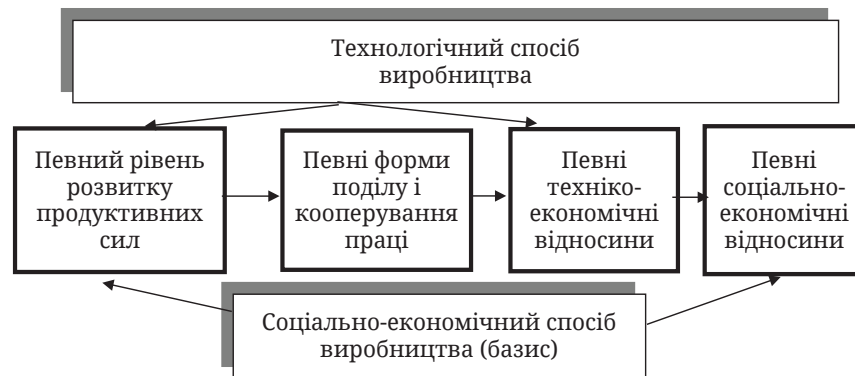 Технологічний спосіб
виробництва
Певний рівень
розвитку
продуктивних
сил
Певні форми
поділу і
кооперування
праці
Певні
техніко-
економічні
відносини
Певні
соціально-
економічні
відносини
Соціально-економічний спосіб
виробництва (базис)